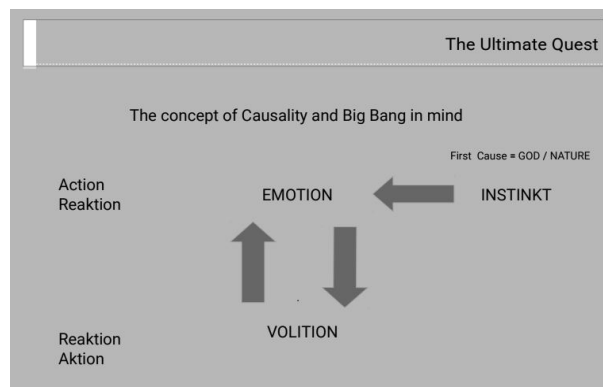 The Ultimate Quest
The concept of Causality and Big Bang in mind
First Cause = GOD / NATURE
Action
Reaktion
EMOTION
INSTINKT
VOLITION
Reaktion
Aktion